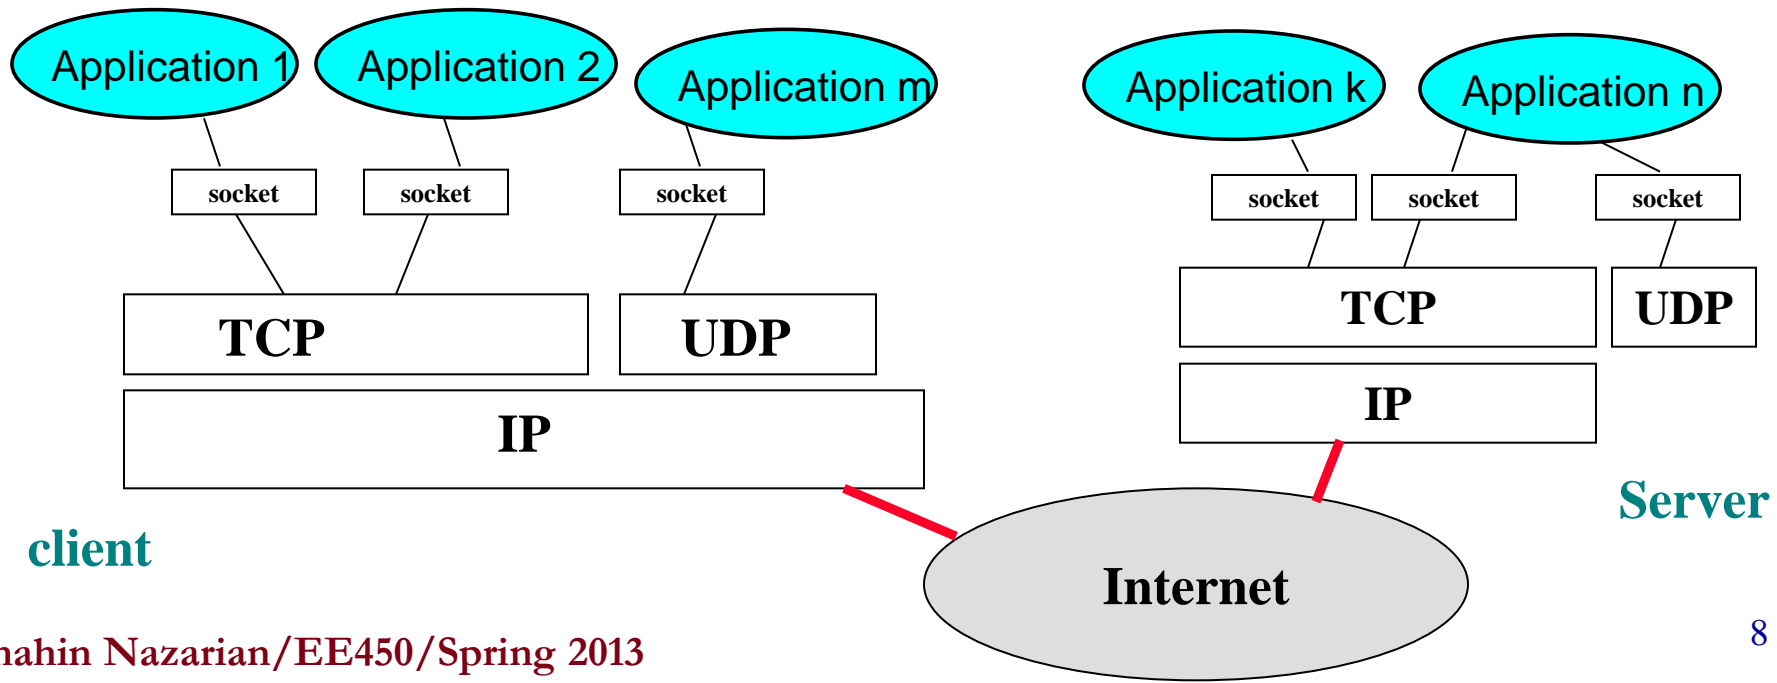 Application 1
Application 2
Application m
Application k
Application n
socket
socket
socket
socket
socket
socket
TCP
UDP
TCP
UDP
IP
IP
client
Server
Internet
Nazarian/EE450/Spring 2013
8